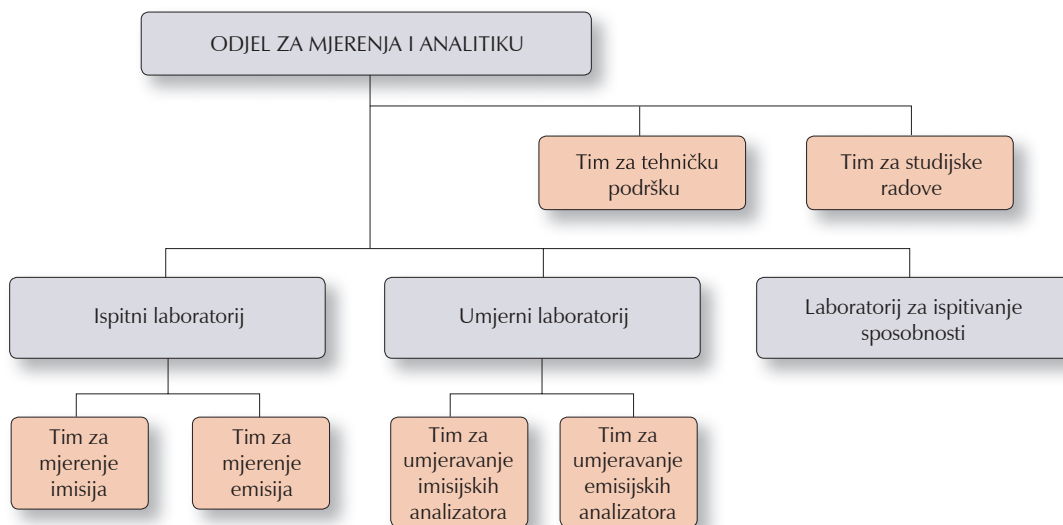 ODJEL ZA MJERENJA I ANALITIKU
Tim za tehničku
podršku
Tim za studijske
radove
Ispitni laboratorij
Umjerni laboratorij
Laboratorij za ispitivanje
sposobnosti
Tim za
mjerenje
imisija
Tim za
mjerenje
emisija
Tim za
umjeravanje
imisijskih
analizatora
Tim za
umjeravanje
emisijskih
analizatora